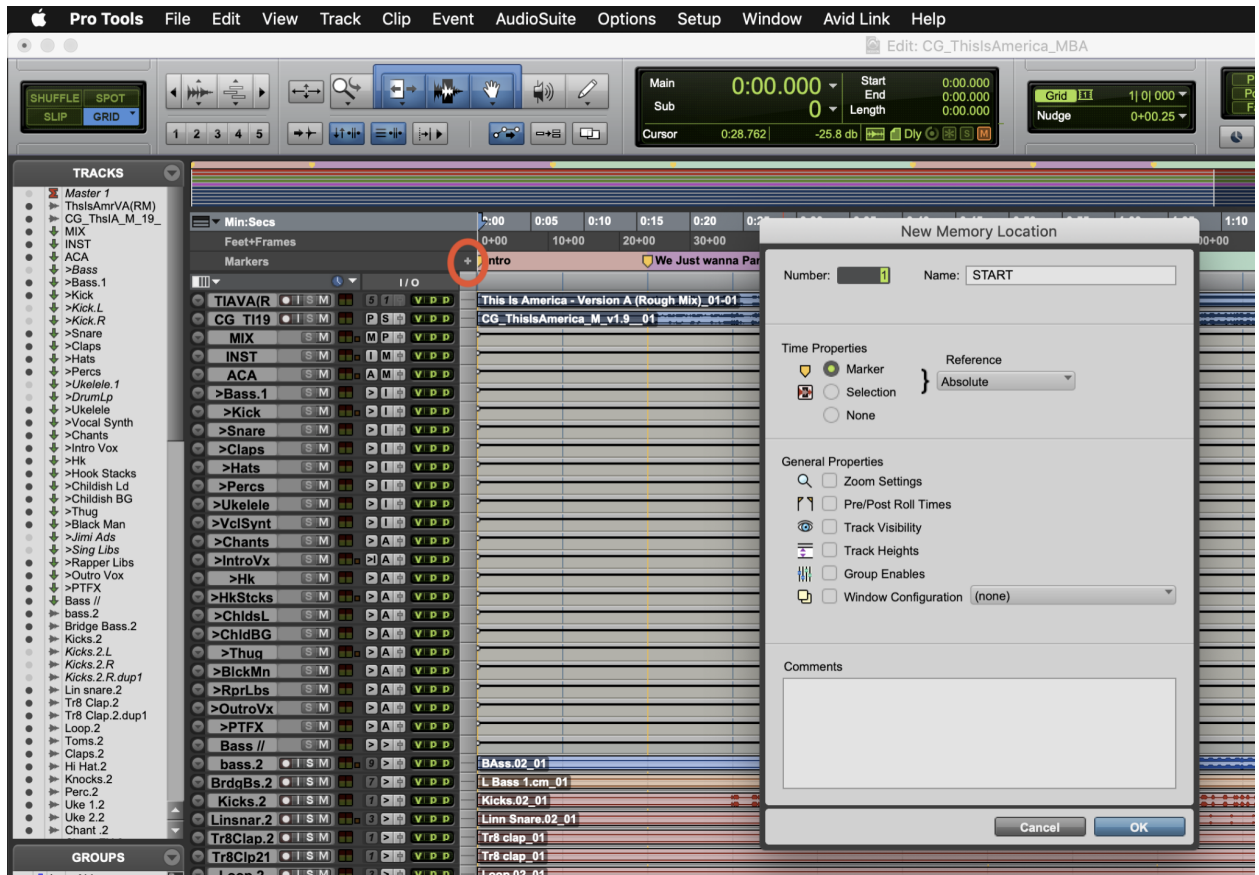 Pro Tools File Edit View Track Clip Event AudioSuite Options Setup Window Avid Link Help
Edit: CG_ThisIsAmerica_MBA
SHUFFLE SPOT
SLIP GRID
1 2 3 4 5
Main 0:00.000
Sub 0
Start 0:00.000
End 0:00.000
Length 0:00.000
Cursor 0:28.762 -25.8 db Dly S M
Grid 1| 0| 000
Nudge 0+00.25
TRACKS
Master 1
ThsIsAmrVA(RM)
CG_ThsIA_M_19_
MIX
INST
ACA
>Bass
>Bass.1
>Kick
>Kick.L
>Kick.R
>Snare
>Claps
>Hats
>Percs
>Ukelele.1
>DrumLp
>Ukelele
>Vocal Synth
>Chants
>Intro Vox
>Hk
>Hook Stacks
>Childish Ld
>Childish BG
>Thug
>Black Man
>Jimi Ads
>Sing Libs
>Rapper Libs
>Outro Vox
>PTFX
Bass //
bass.2
Bridge Bass.2
Kicks.2
Kicks.2.L
Kicks.2.R
Kicks.2.R.dup1
Lin snare.2
Tr8 Clap.2
Tr8 Clap.2.dup1
Loop.2
Toms.2
Claps.2
Hi Hat.2
Knocks.2
Perc.2
Uke 1.2
Uke 2.2
Chant .2
GROUPS
Min:Secs 0:05 0:10 0:15 0:20 1:10
Feet+Frames 0+00 10+00 20+00 30+00
Markers + We Just wanna Par
I / O
TIAVA(R I S M 5 1 V P P This Is America - Version A (Rough Mix)_01-01
CG TI19 I S M P S V P P CG_ThisIsAmerica_M_v1.9__01
MIX S M M P V P P
INST S M I M V P P
ACA S M A M V P P
>Bass.1 S M > I V P P
>Kick S M > I V P P
>Snare S M > I V P P
>Claps S M > I V P P
>Hats S M > I V P P
>Percs S M > I V P P
>Ukelele S M > I V P P
>VclSynt S M > I V P P
>Chants S M > A V P P
>IntroVx S M >I A V P P
>Hk S M > A V P P
>HkStcks S M > A V P P
>ChldsL S M > A V P P
>ChldBG S M > A V P P
>Thug S M > A V P P
>BlckMn S M > A V P P
>RprLbs S M > A V P P
>OutroVx S M > A V P P
>PTFX S M > A V P P
Bass // S M > > V P P
bass.2 I S M 9 > V P P BAss.02_01
BrdgBs.2 I S M 7 > V P P L Bass 1.cm_01
Kicks.2 I S M 1 > V P P Kicks.02_01
Linsnar.2 I S M 3 > V P P Linn Snare.02_01
Tr8Clap.2 I S M 1 > V P P Tr8 clap_01
Tr8Clp21 I S M 1 > V P P Tr8 clap_01
Loop.2 Loop.02_01
New Memory Location
Number: 1 Name: START
Time Properties
Marker
Selection
None
Reference
Absolute
General Properties
Zoom Settings
Pre/Post Roll Times
Track Visibility
Track Heights
Group Enables
Window Configuration (none)
Comments
Cancel OK